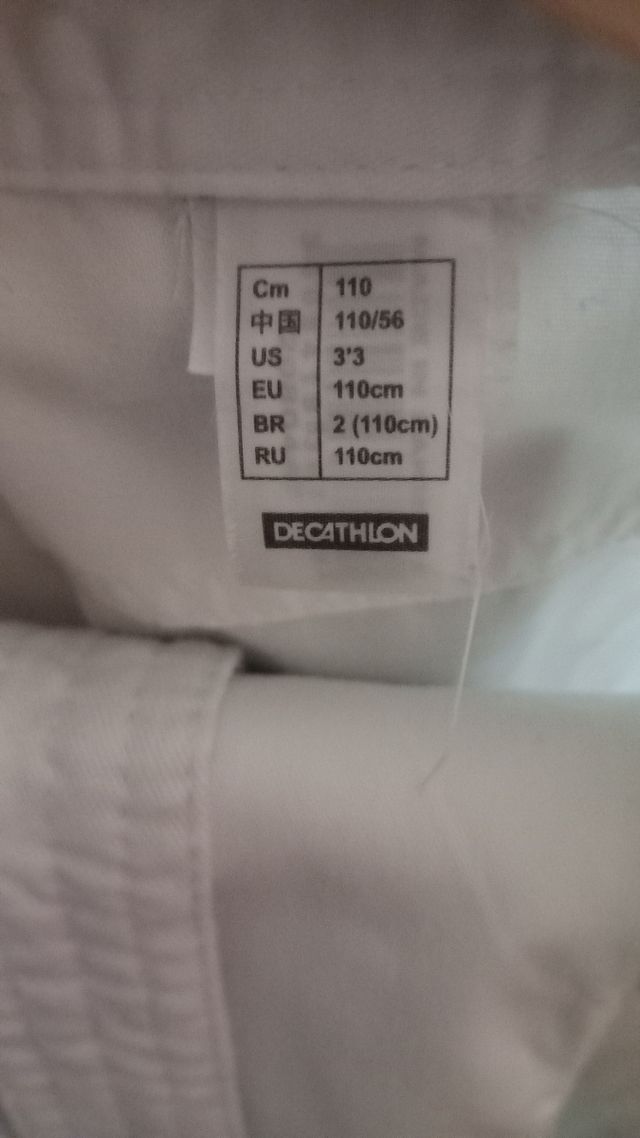 Cm 110
中国 110/56
US 3'3
EU 110cm
BR 2 (110cm)
RU 110cm
DECATHLON